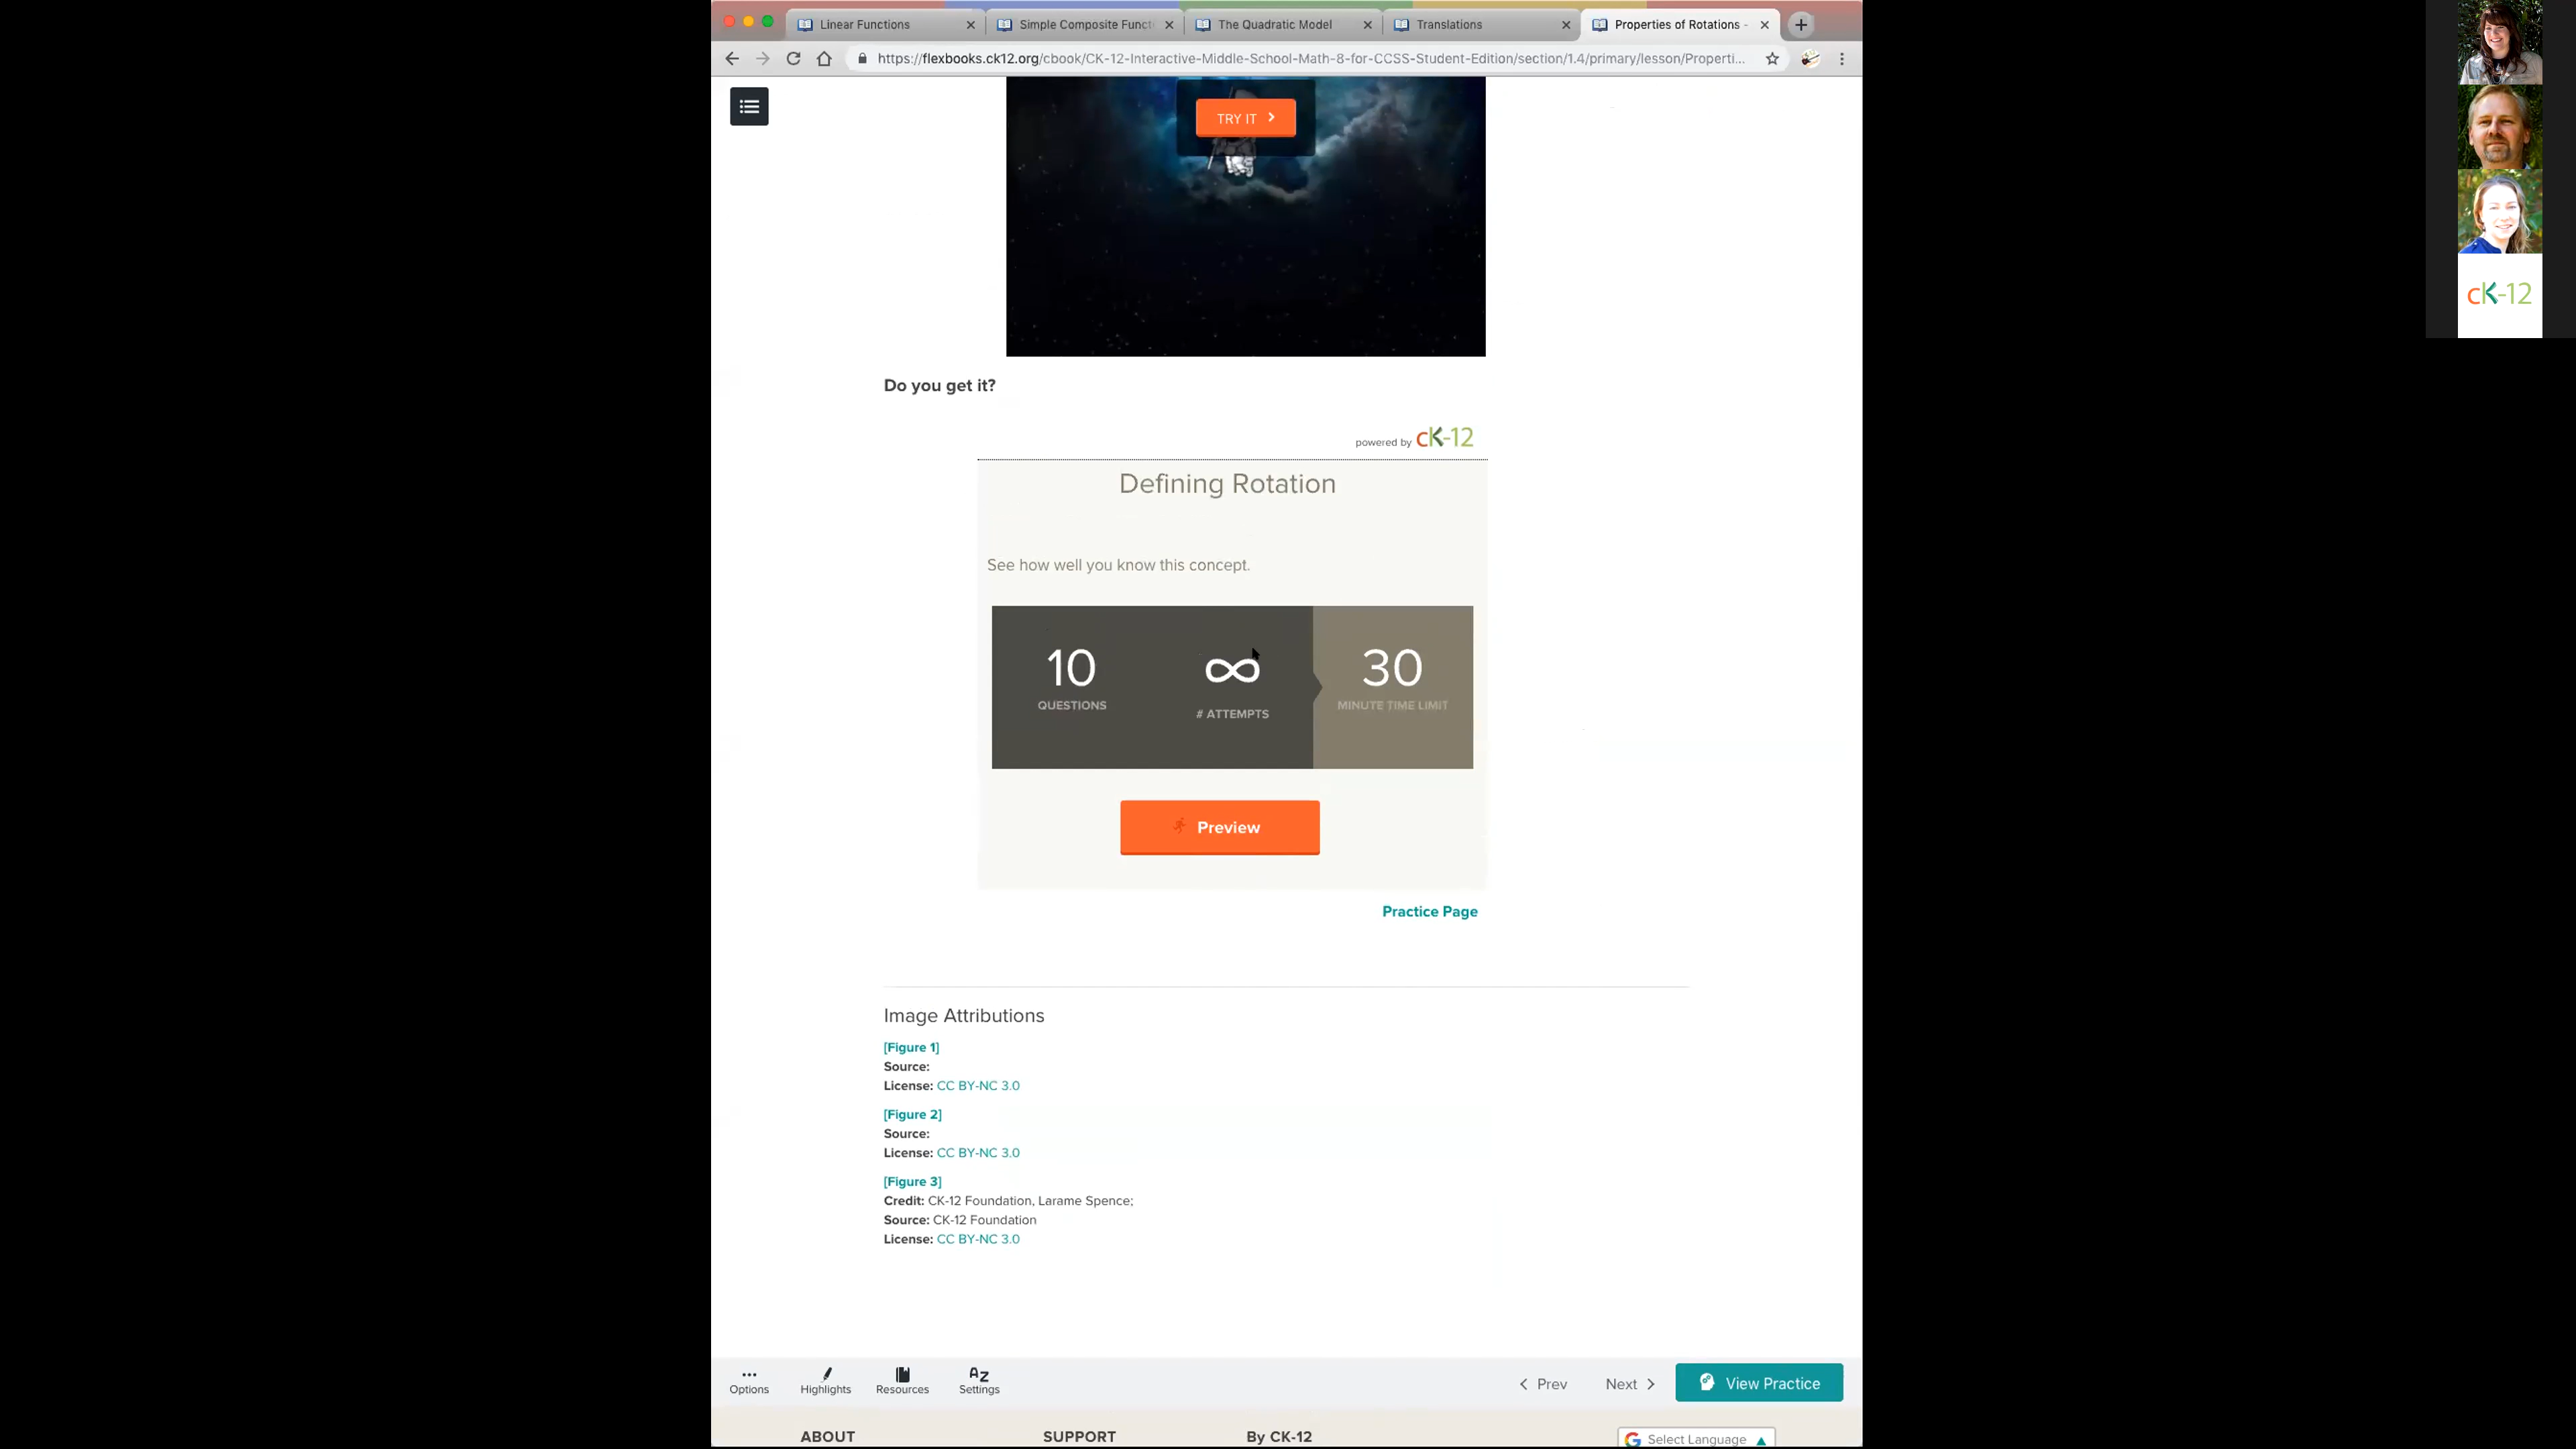 Linear Functions
Simple Composite Funct
The Quadratic Model
Translations
Properties of Rotations -
https://flexbooks.ck12.org/cbook/CK-12-Interactive-Middle-School-Math-8-for-CCSS-Student-Edition/section/1.4/primary/lesson/Properti...
TRY IT
cK-12
Do you get it?
powered by cK-12
Defining Rotation
See how well you know this concept.
10 ∞ 30
QUESTIONS # ATTEMPTS MINUTE TIME LIMIT
Preview
Practice Page
Image Attributions
[Figure 1]
Source:
License: CC BY-NC 3.0
[Figure 2]
Source:
License: CC BY-NC 3.0
[Figure 3]
Credit: CK-12 Foundation, Larame Spence;
Source: CK-12 Foundation
License: CC BY-NC 3.0
Options Highlights Resources AZ Settings Prev Next View Practice
ABOUT SUPPORT By CK-12 G Select Language